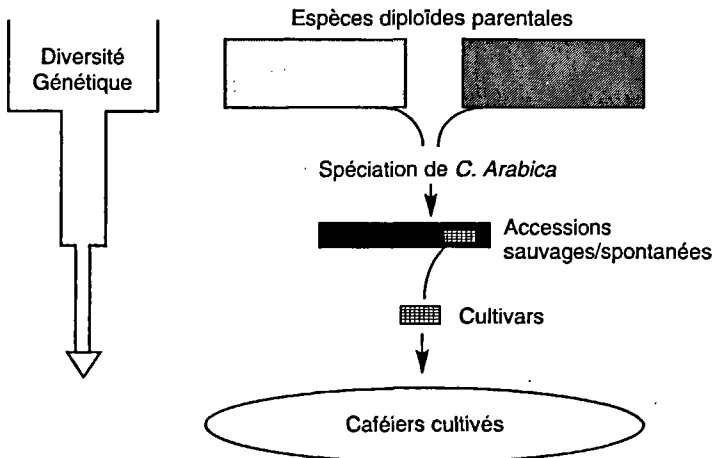 Espèces diploïdes parentales
Diversité
Génétique
Spéciation de C. Arabica
Accessions
sauvages/spontanées
Cultivars
Caféiers cultivés